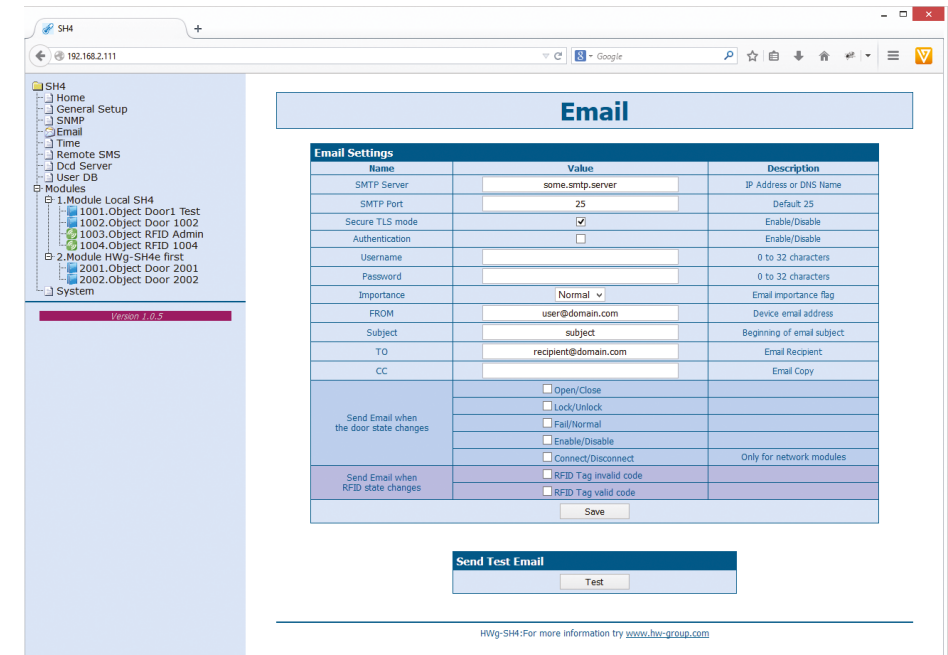 SH4
192.168.2.111
Google
SH4
Home
General Setup
SNMP
Email
Time
Remote SMS
Dcd Server
User DB
Modules
1.Module Local SH4
1001.Object Door1 Test
1002.Object Door 1002
1003.Object RFID Admin
1004.Object RFID 1004
2.Module HWg-SH4e first
2001.Object Door 2001
2002.Object Door 2002
System
Version 1.0.5
Email
Email Settings
Name Value Description
SMTP Server some.smtp.server IP Address or DNS Name
SMTP Port 25 Default 25
Secure TLS mode Enable/Disable
Authentication Enable/Disable
Username 0 to 32 characters
Password 0 to 32 characters
Importance Normal Email importance flag
FROM user@domain.com Device email address
Subject subject Beginning of email subject
TO recipient@domain.com Email Recipient
CC Email Copy
Send Email when
the door state changes
Open/Close
Lock/Unlock
Fail/Normal
Enable/Disable
Connect/Disconnect Only for network modules
Send Email when
RFID state changes
RFID Tag invalid code
RFID Tag valid code
Save
Send Test Email
Test
HWg-SH4:For more information try www.hw-group.com